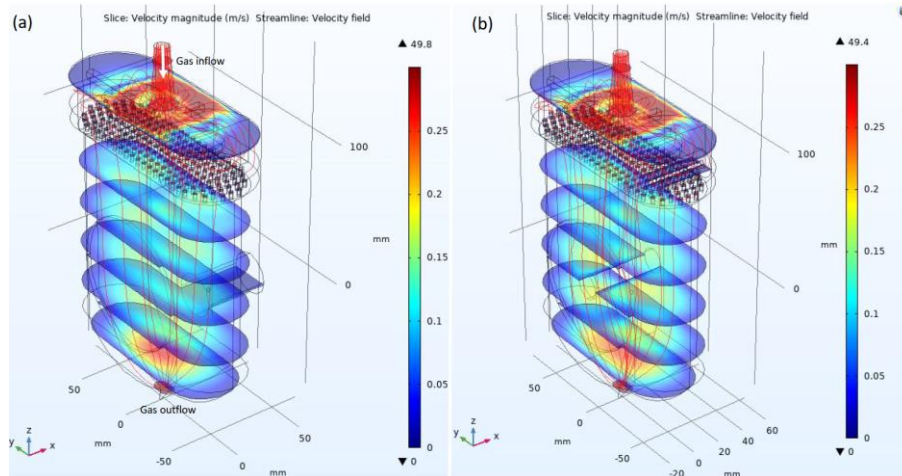 (a)
Slice: Velocity magnitude (m/s) Streamline: Velocity field
▲ 49.8
Gas inflow
0.25
100
0.2
mm
0.15
0
0.1
50
0.05
Gas outflow
0
50
mm
-50
0
mm
0
▼ 0
y z x
(b)
Slice: Velocity magnitude (m/s) Streamline: Velocity field
▲ 49.4
0.25
100
0.2
mm
0.15
0
0.1
50
0.05
0
60
40
mm
20
0
-50
-20
mm
0
▼ 0
y z x